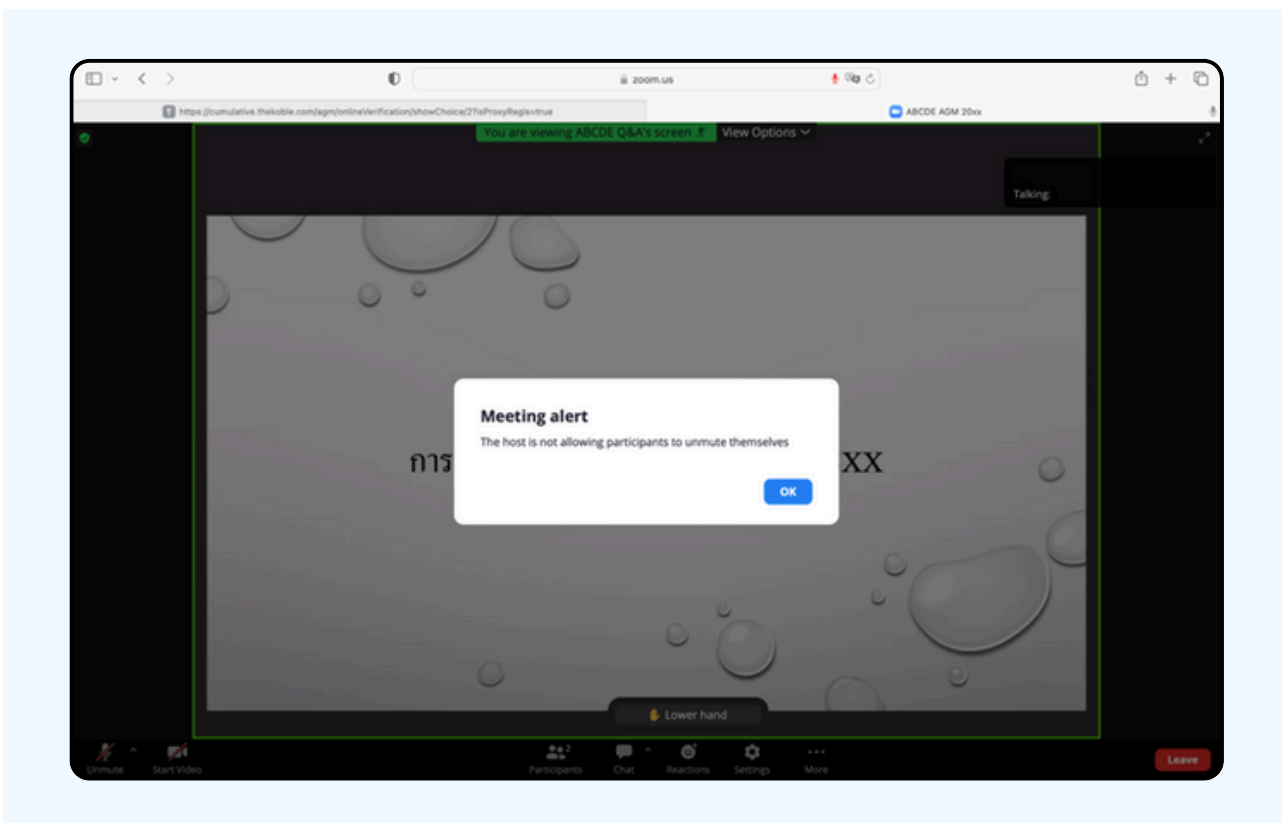 zoom.us
https://cumulative.thekoble.com/agm/onlineVerification/showChoice/2?isProxyRegis=true
ABCDE AGM 20xx
You are viewing ABCDE Q&A's screen
View Options
Talking:
Meeting alert
The host is not allowing participants to unmute themselves
การ XX
OK
Lower hand
2
Unmute
Start Video
Participants
Chat
Reactions
Settings
More
Leave